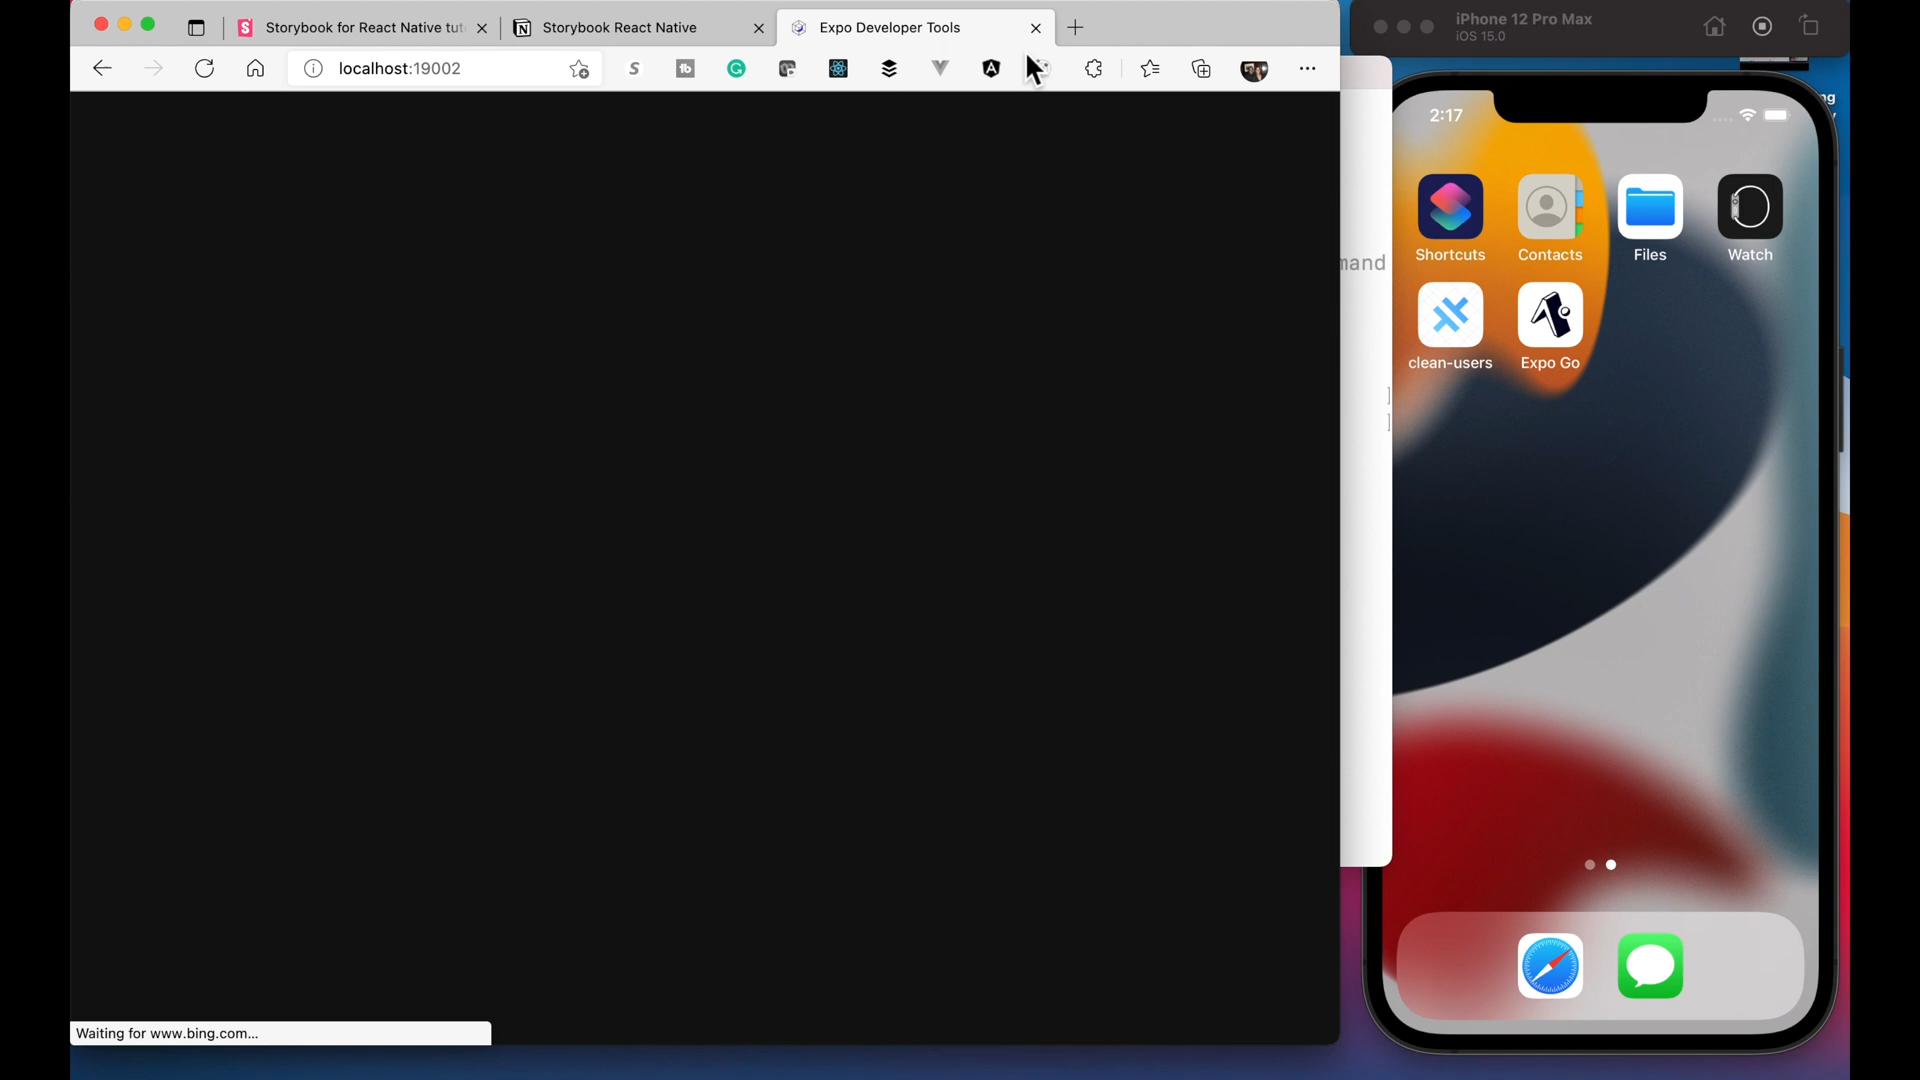 Storybook for React Native tut
Storybook React Native
Expo Developer Tools
iPhone 12 Pro Max
iOS 15.0
localhost:19002
2:17
Shortcuts
Contacts
Files
Watch
mand
clean-users
Expo Go
]
]
Waiting for www.bing.com...